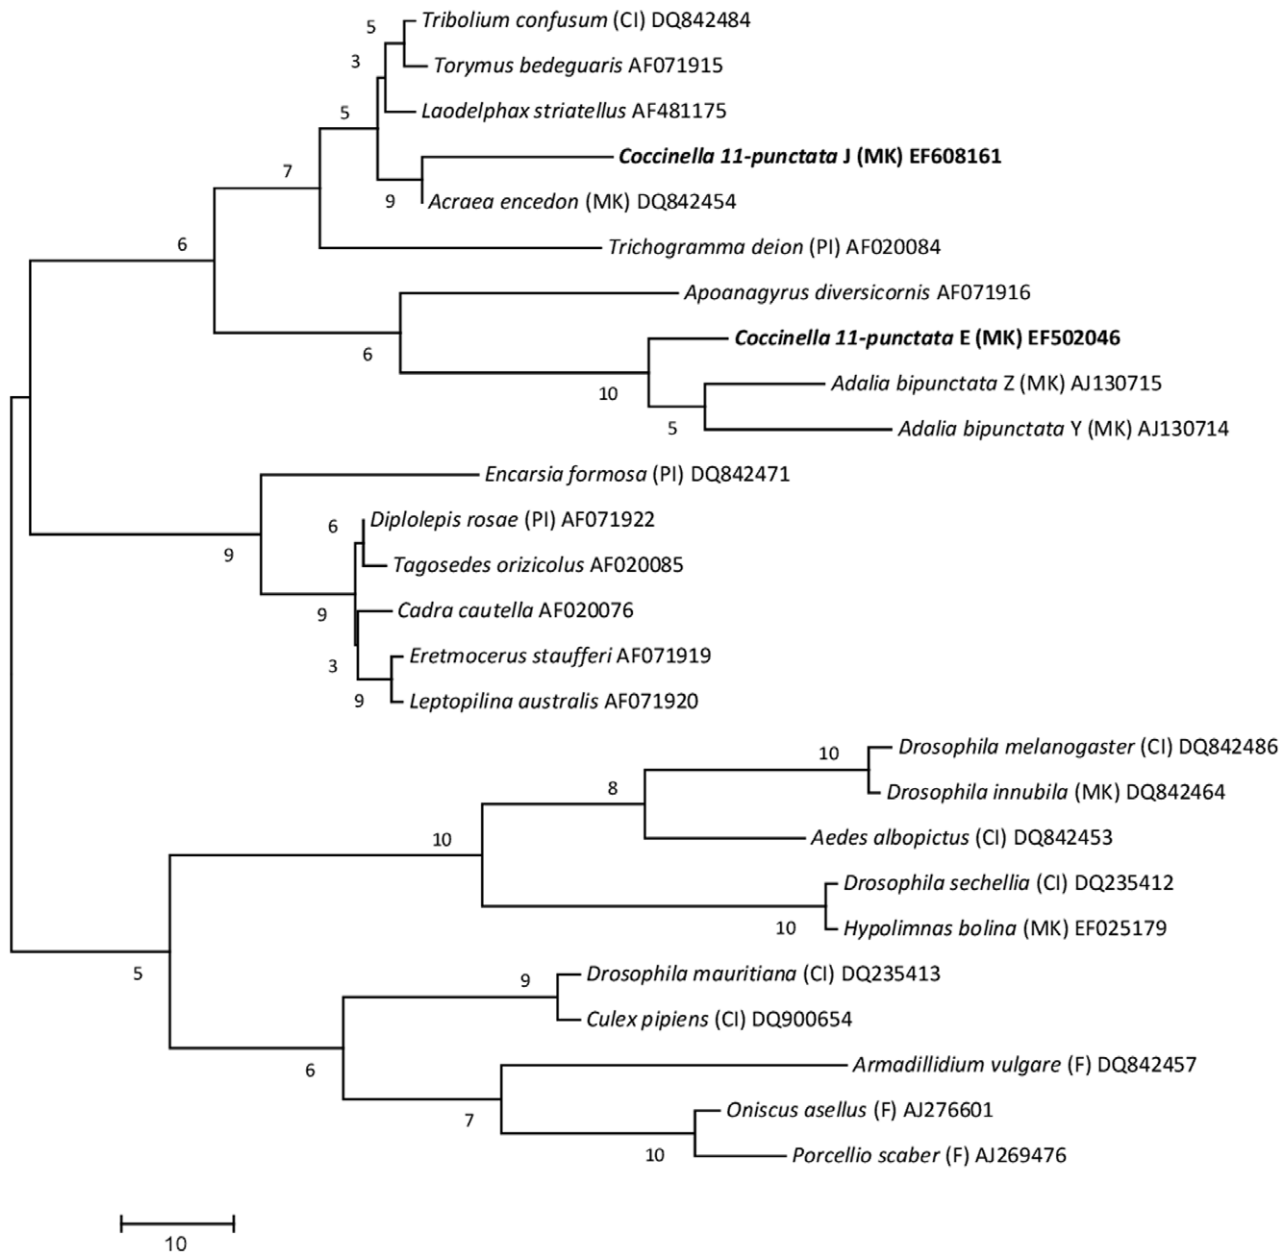 5
Tribolium confusum (CI) DQ842484
3
Torymus bedeguaris AF071915
5
Laodelphax striatellus AF481175
Coccinella 11-punctata J (MK) EF608161
7
9
Acraea encedon (MK) DQ842454
6
Trichogramma deion (PI) AF020084
Apoanagyrus diversicornis AF071916
Coccinella 11-punctata E (MK) EF502046
6
10
Adalia bipunctata Z (MK) AJ130715
5
Adalia bipunctata Y (MK) AJ130714
Encarsia formosa (PI) DQ842471
6
Diplolepis rosae (PI) AF071922
9
Tagosedes orizicolus AF020085
9
Cadra cautella AF020076
3
Eretmocerus staufferi AF071919
9
Leptopilina australis AF071920
10
Drosophila melanogaster (CI) DQ842486
8
Drosophila innubila (MK) DQ842464
10
Aedes albopictus (CI) DQ842453
Drosophila sechellia (CI) DQ235412
10
Hypolimnas bolina (MK) EF025179
5
9
Drosophila mauritiana (CI) DQ235413
Culex pipiens (CI) DQ900654
6
Armadillidium vulgare (F) DQ842457
7
Oniscus asellus (F) AJ276601
10
Porcellio scaber (F) AJ269476
10